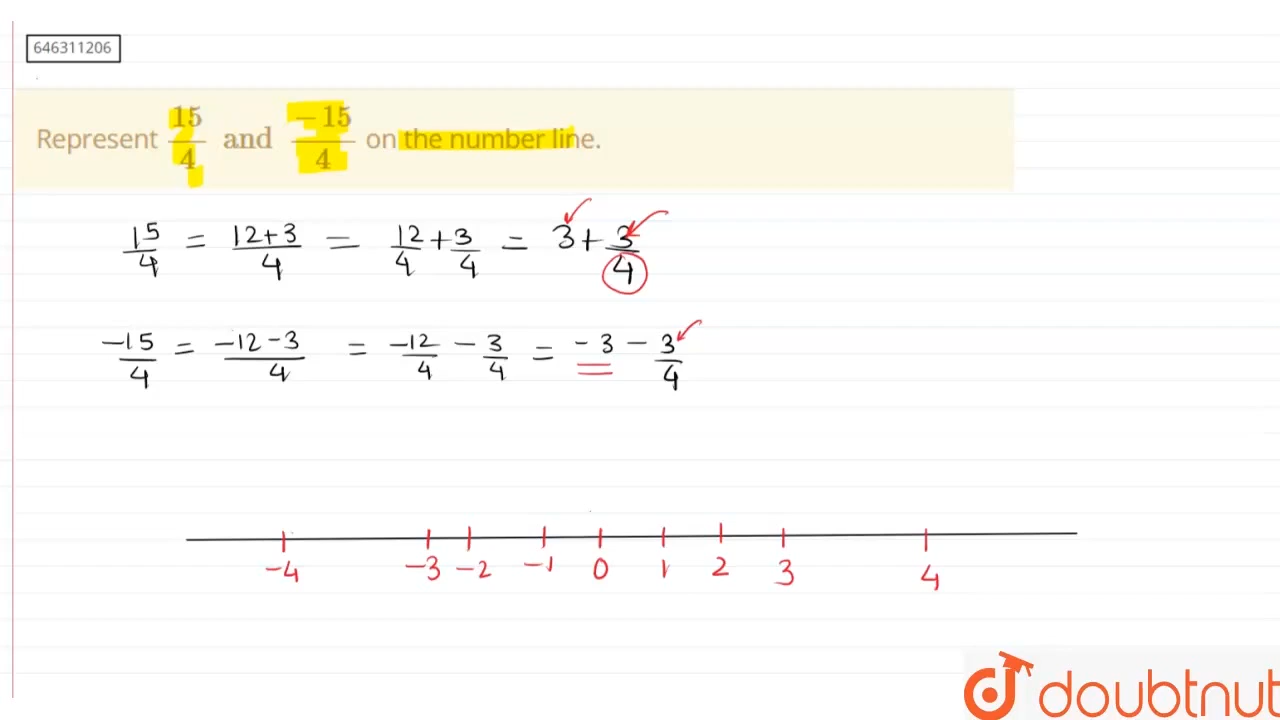 646311206
Represent 15/4 and -15/4 on the number line.
15/4 = 12+3/4 = 12/4 + 3/4 = 3 + 3/4
-15/4 = -12-3/4 = -12/4 - 3/4 = -3 - 3/4
-4 -3 -2 -1 0 1 2 3 4
doubtnut